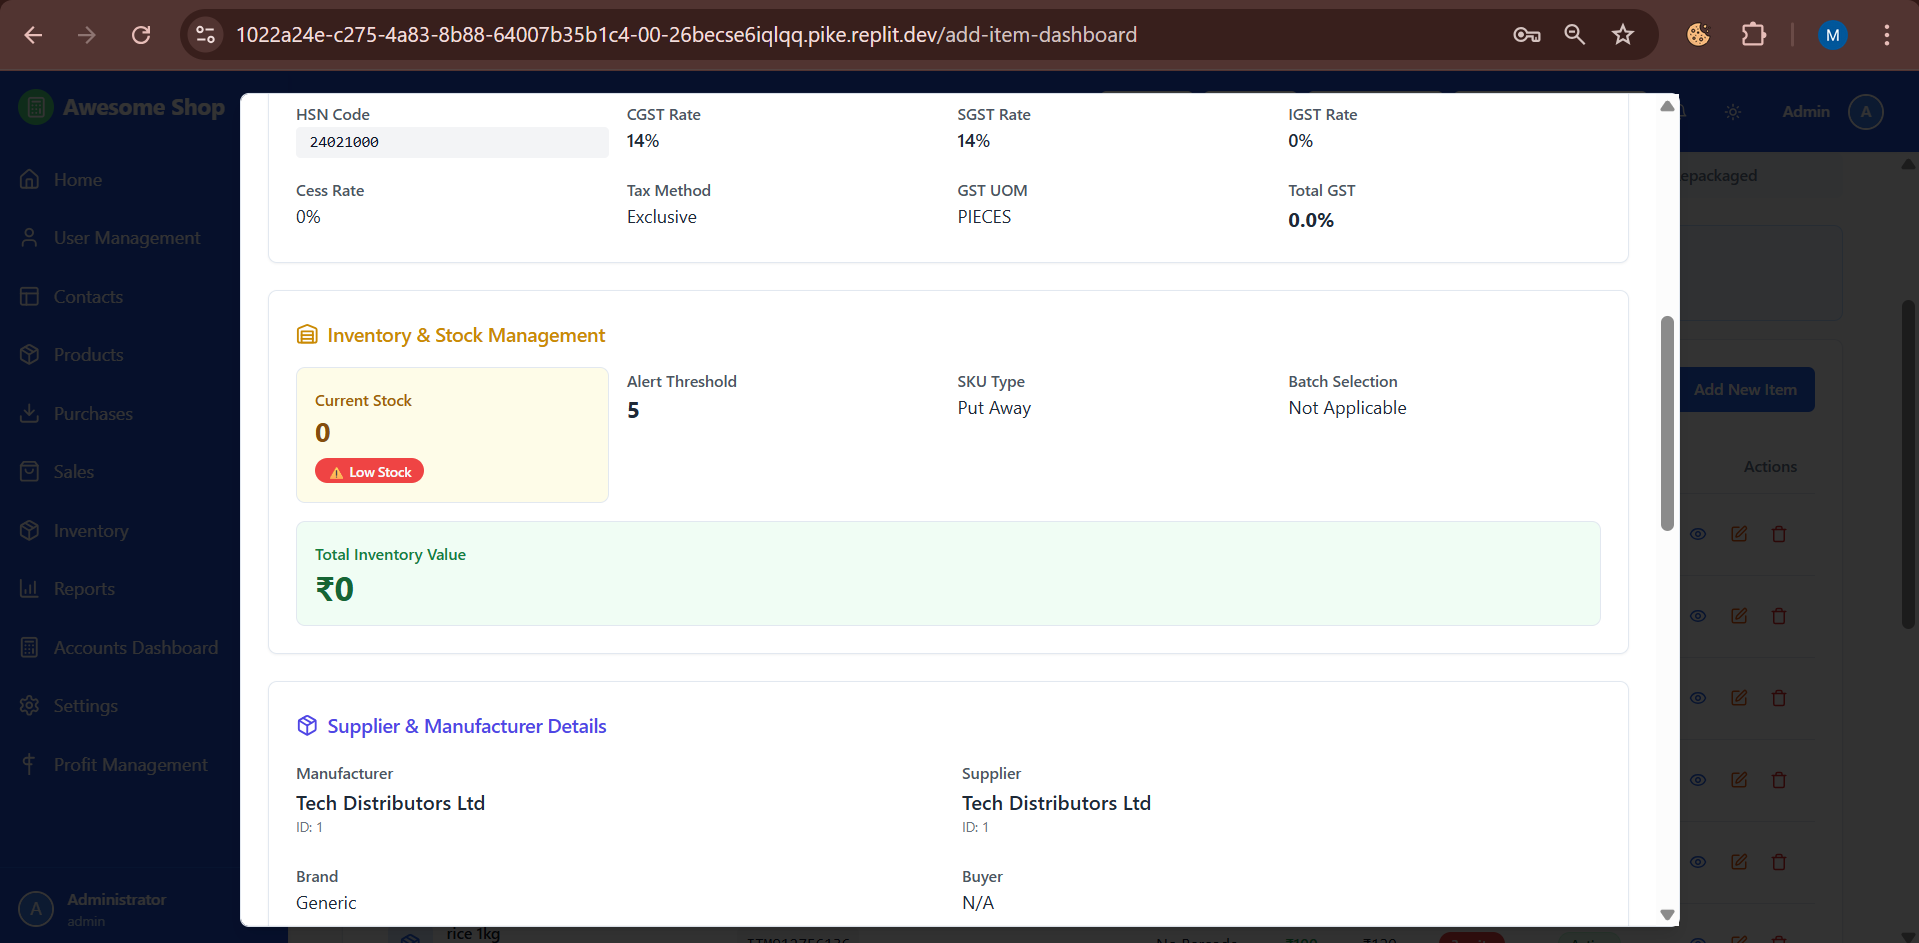 1022a24e-c275-4a83-8b88-64007b35b1c4-00-26becse6iqlqq.pike.replit.dev/add-item-dashboard
M
Awesome Shop
Admin
A
Home
User Management
Contacts
Products
Purchases
Sales
Inventory
Reports
Accounts Dashboard
Settings
Profit Management
A
Administrator
admin
HSN Code
24021000
CGST Rate
14%
SGST Rate
14%
IGST Rate
0%
Cess Rate
0%
Tax Method
Exclusive
GST UOM
PIECES
Total GST
0.0%
Inventory & Stock Management
Current Stock
0
Low Stock
Alert Threshold
5
SKU Type
Put Away
Batch Selection
Not Applicable
Total Inventory Value
₹0
Supplier & Manufacturer Details
Manufacturer
Tech Distributors Ltd
ID: 1
Supplier
Tech Distributors Ltd
ID: 1
Brand
Generic
Buyer
N/A
epackaged
Add New Item
Actions
rice 1kg